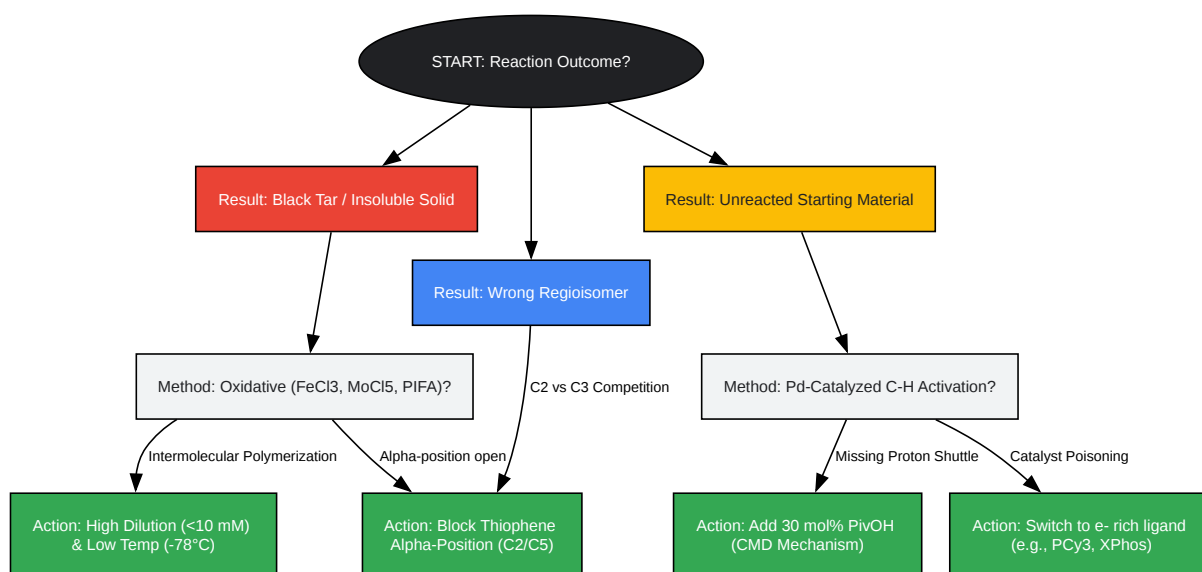 START: Reaction Outcome?
Result: Black Tar / Insoluble Solid
Result: Unreacted Starting Material
Result: Wrong Regioisomer
Method: Oxidative (FeCl3, MoCl5, PIFA)?
C2 vs C3 Competition
Method: Pd-Catalyzed C-H Activation?
Intermolecular Polymerization
Alpha-position open
Missing Proton Shuttle
Catalyst Poisoning
Action: High Dilution (<10 mM)
& Low Temp (-78°C)
Action: Block Thiophene
Alpha-Position (C2/C5)
Action: Add 30 mol% PivOH
(CMD Mechanism)
Action: Switch to e- rich ligand
(e.g., PCy3, XPhos)